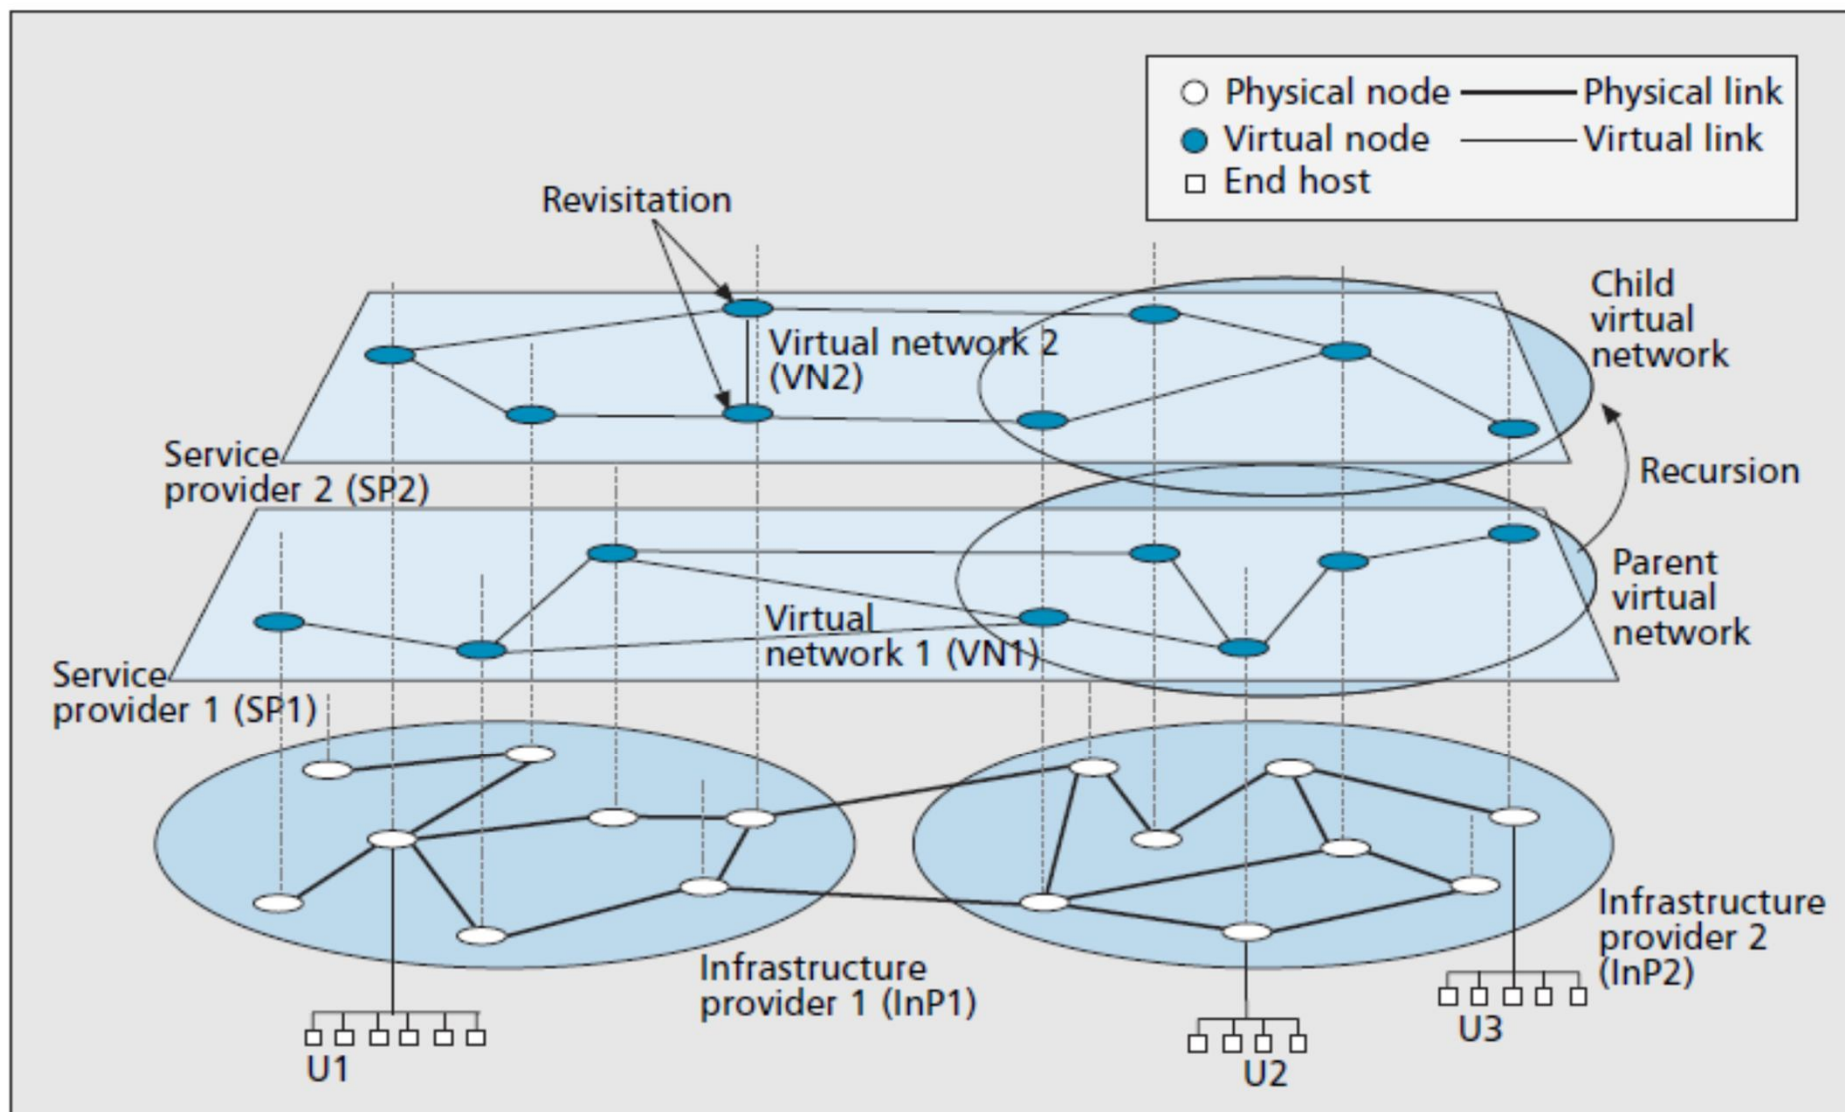 Physical node
Physical link
Virtual node
Virtual link
End host
Revisitation
Child
virtual
network
Virtual network 2
(VN2)
Service
provider 2 (SP2)
Recursion
Parent
virtual
network
Virtual
network 1 (VN1)
Service
provider 1 (SP1)
Infrastructure
provider 1 (InP1)
Infrastructure
provider 2
(InP2)
U1
U2
U3